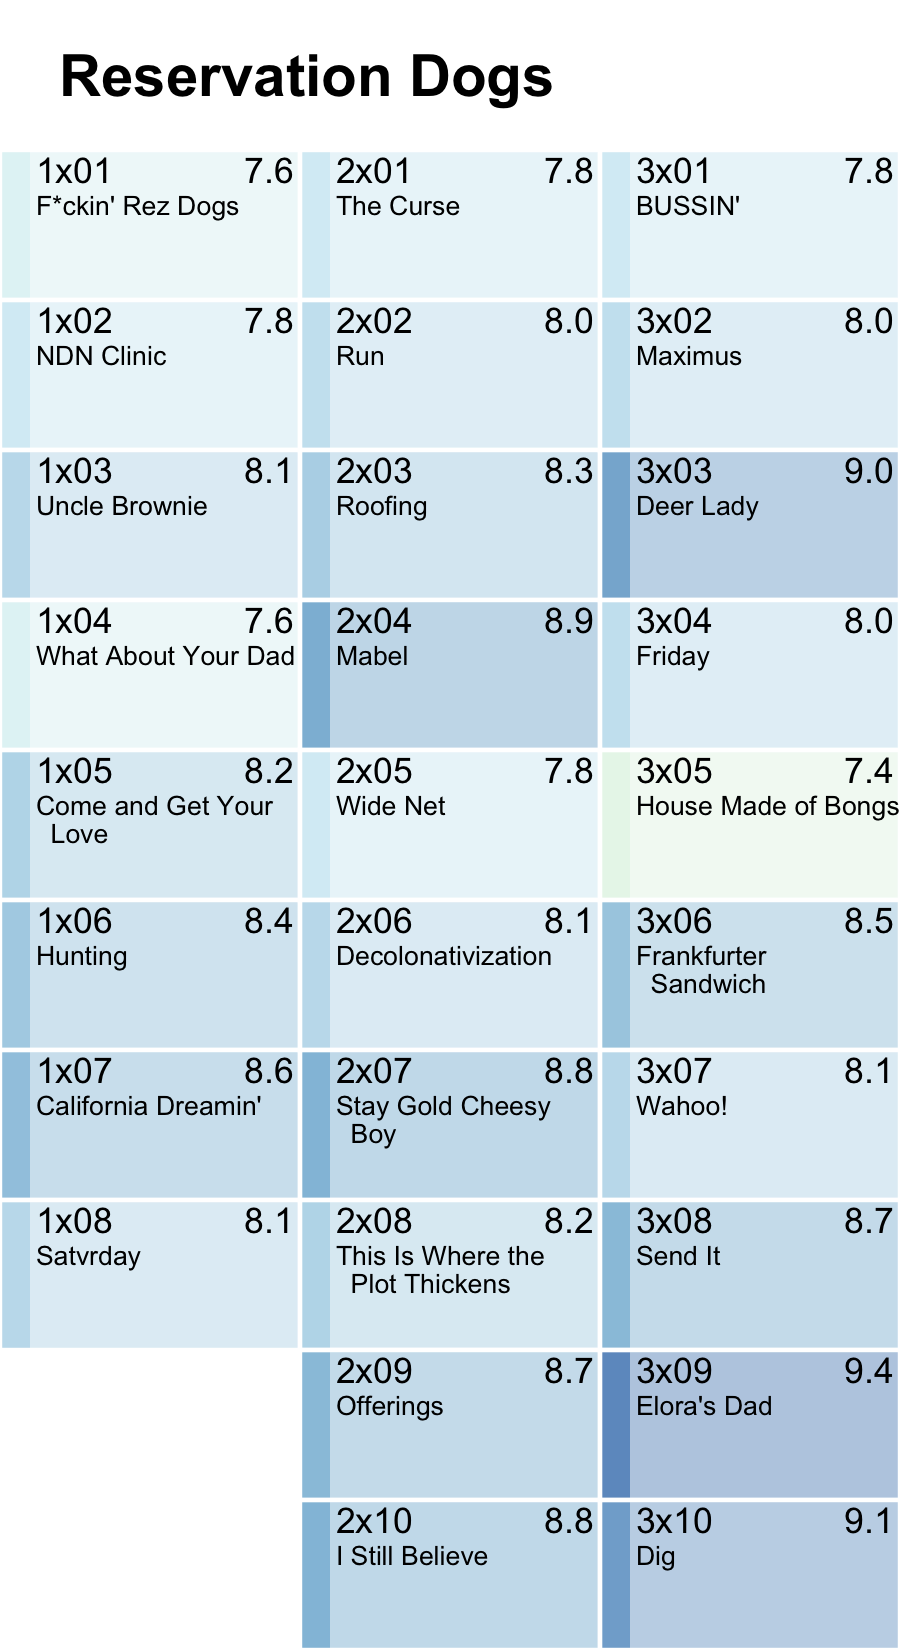 Reservation Dogs
1x01 7.6
F*ckin' Rez Dogs
1x02 7.8
NDN Clinic
1x03 8.1
Uncle Brownie
1x04 7.6
What About Your Dad
1x05 8.2
Come and Get Your
Love
1x06 8.4
Hunting
1x07 8.6
California Dreamin'
1x08 8.1
Satvrday
2x01 7.8
The Curse
2x02 8.0
Run
2x03 8.3
Roofing
2x04 8.9
Mabel
2x05 7.8
Wide Net
2x06 8.1
Decolonativization
2x07 8.8
Stay Gold Cheesy
Boy
2x08 8.2
This Is Where the
Plot Thickens
2x09 8.7
Offerings
2x10 8.8
I Still Believe
3x01 7.8
BUSSIN'
3x02 8.0
Maximus
3x03 9.0
Deer Lady
3x04 8.0
Friday
3x05 7.4
House Made of Bongs
3x06 8.5
Frankfurter
Sandwich
3x07 8.1
Wahoo!
3x08 8.7
Send It
3x09 9.4
Elora's Dad
3x10 9.1
Dig